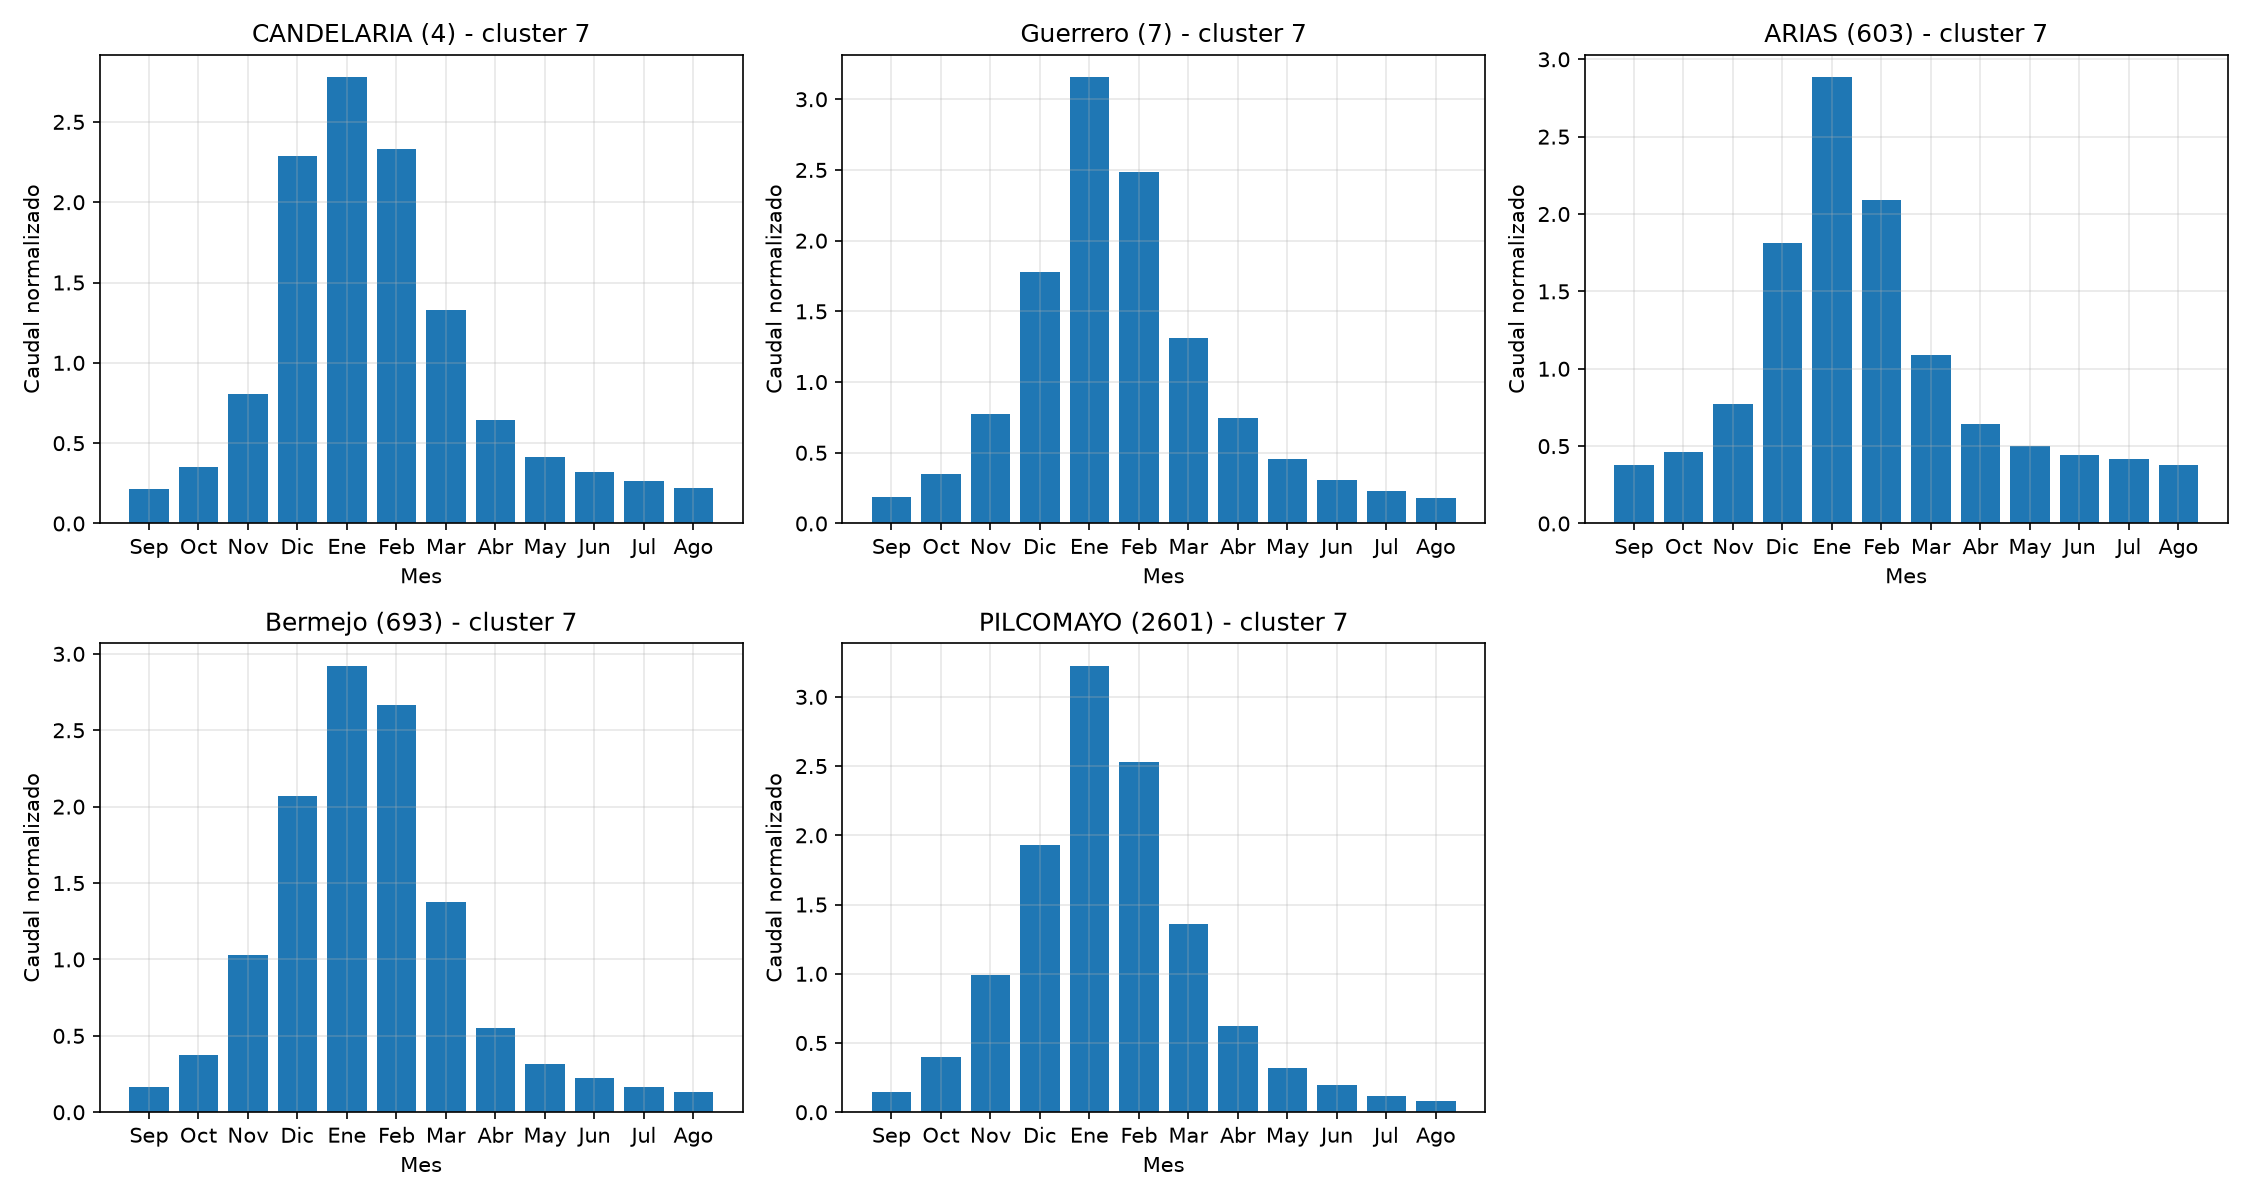 CANDELARIA (4) - cluster 7
Caudal normalizado
2.5
2.0
1.5
1.0
0.5
0.0
Sep Oct Nov Dic Ene Feb Mar Abr May Jun Jul Ago
Mes
Guerrero (7) - cluster 7
Caudal normalizado
3.0
2.5
2.0
1.5
1.0
0.5
0.0
Sep Oct Nov Dic Ene Feb Mar Abr May Jun Jul Ago
Mes
ARIAS (603) - cluster 7
Caudal normalizado
3.0
2.5
2.0
1.5
1.0
0.5
0.0
Sep Oct Nov Dic Ene Feb Mar Abr May Jun Jul Ago
Mes
Bermejo (693) - cluster 7
Caudal normalizado
3.0
2.5
2.0
1.5
1.0
0.5
0.0
Sep Oct Nov Dic Ene Feb Mar Abr May Jun Jul Ago
Mes
PILCOMAYO (2601) - cluster 7
Caudal normalizado
3.0
2.5
2.0
1.5
1.0
0.5
0.0
Sep Oct Nov Dic Ene Feb Mar Abr May Jun Jul Ago
Mes